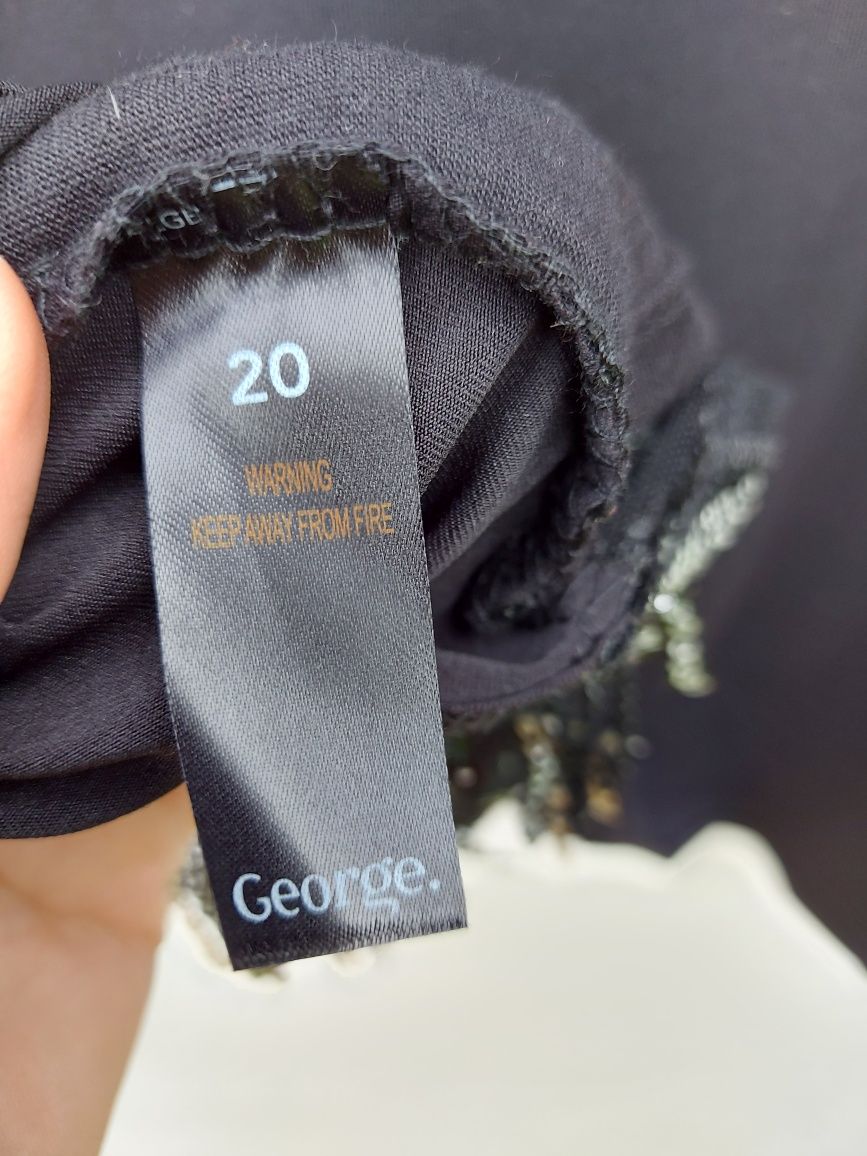 20
WARNING
KEEP AWAY FROM FIRE
George.